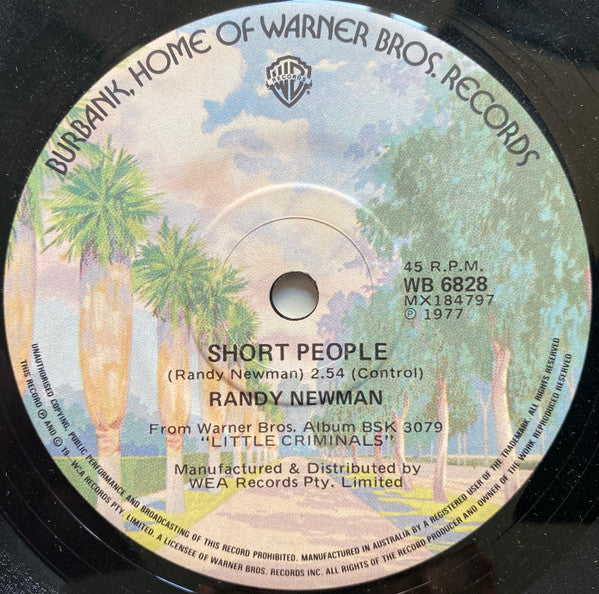 BURBANK, HOME OF WARNER BROS. RECORDS
RECORDS
45 R.P.M.
WB 6828
MX184797
℗ 1977
SHORT PEOPLE
(Randy Newman) 2.54 (Control)
RANDY NEWMAN
From Warner Bros. Album BSK 3079
"LITTLE CRIMINALS"
Manufactured & Distributed by
WEA Records Pty. Limited
UNAUTHORISED COPYING, PUBLIC PERFORMANCE AND BROADCASTING OF THIS RECORD PROHIBITED. MANUFACTURED IN AUSTRALIA BY A REGISTERED USER OF THE TRADEMARK. ALL RIGHTS RESERVED
THIS RECORD ℗ AND © 19 WEA RECORDS PTY. LIMITED. A LICENSEE OF WARNER BROS. RECORDS INC. ALL RIGHTS OF THE RECORD PRODUCER AND OWNER OF THE WORK REPRODUCED RESERVED